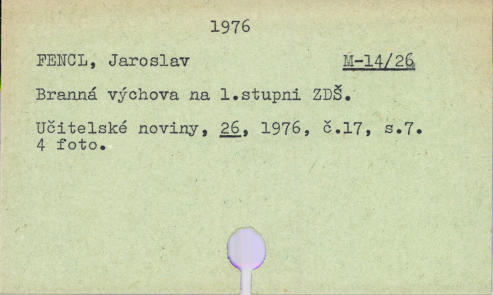 1976
FENCL, Jaroslav M-14/26
Branná výchova na 1.stupni ZDŠ.
Učitelské noviny, 26, 1976, č.17, s.7.
4 foto.